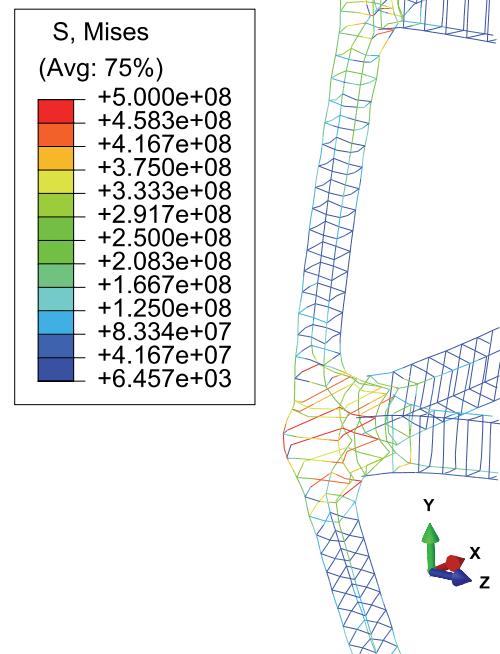 S, Mises
(Avg: 75%)
+5.000e+08
+4.583e+08
+4.167e+08
+3.750e+08
+3.333e+08
+2.917e+08
+2.500e+08
+2.083e+08
+1.667e+08
+1.250e+08
+8.334e+07
+4.167e+07
+6.457e+03
Y
X
Z